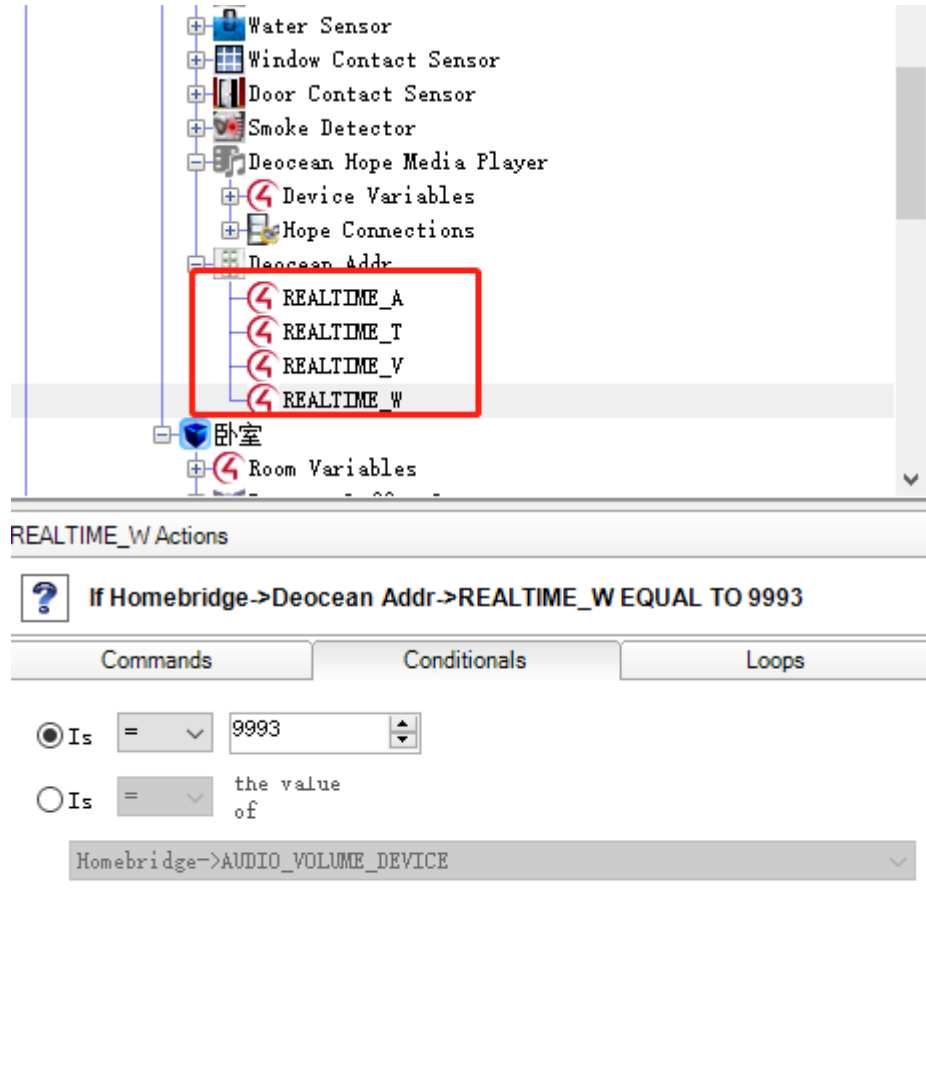 Water Sensor
Window Contact Sensor
Door Contact Sensor
Smoke Detector
Deocean Hope Media Player
Device Variables
Hope Connections
Deocean Addr
REALTIME_A
REALTIME_T
REALTIME_V
REALTIME_W
卧室
Room Variables
REALTIME_W Actions
If Homebridge->Deocean Addr->REALTIME_W EQUAL TO 9993
Commands Conditionals Loops
Is = 9993
Is = the value of
Homebridge->AUDIO_VOLUME_DEVICE